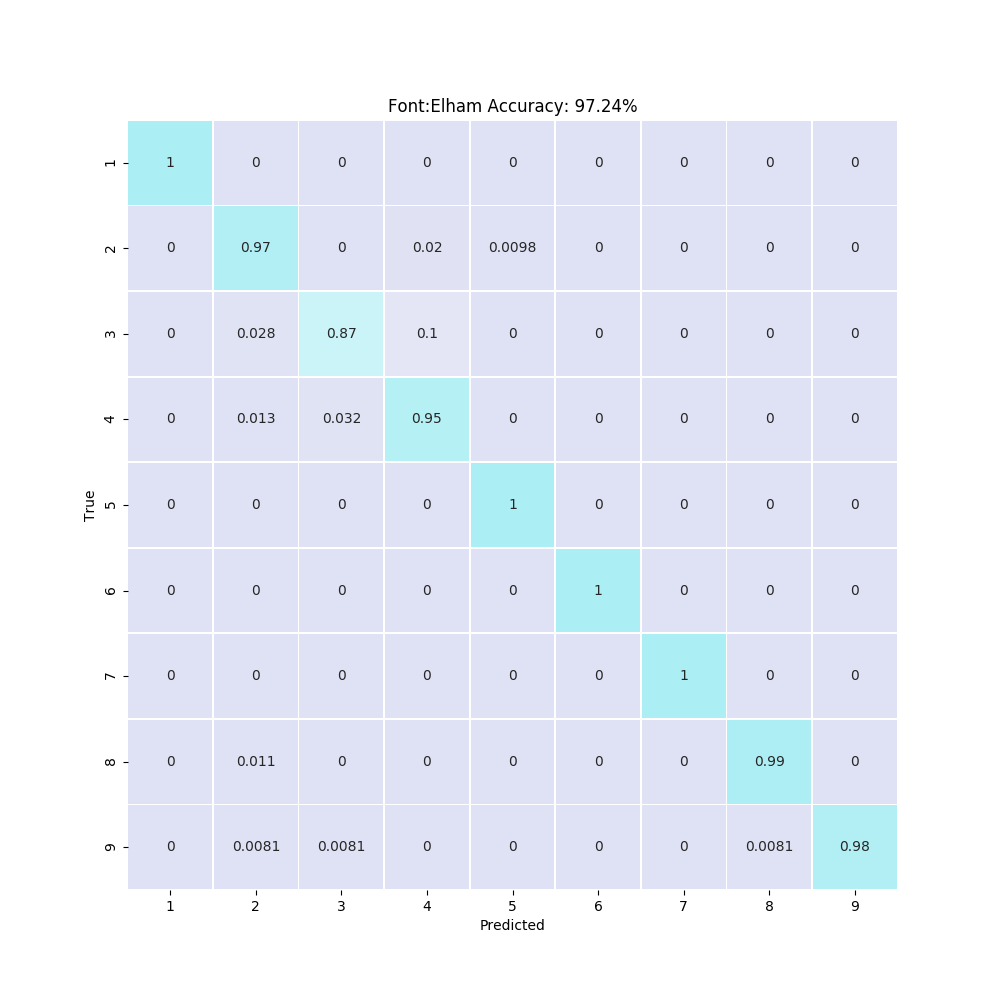 Font:Elham Accuracy: 97.24%
1 1 0 0 0 0 0 0 0 0
2 0 0.97 0 0.02 0.0098 0 0 0 0
3 0 0.028 0.87 0.1 0 0 0 0 0
4 0 0.013 0.032 0.95 0 0 0 0 0
True
5 0 0 0 0 1 0 0 0 0
6 0 0 0 0 0 1 0 0 0
7 0 0 0 0 0 0 1 0 0
8 0 0.011 0 0 0 0 0 0.99 0
9 0 0.0081 0.0081 0 0 0 0 0.0081 0.98
1 2 3 4 5 6 7 8 9
Predicted